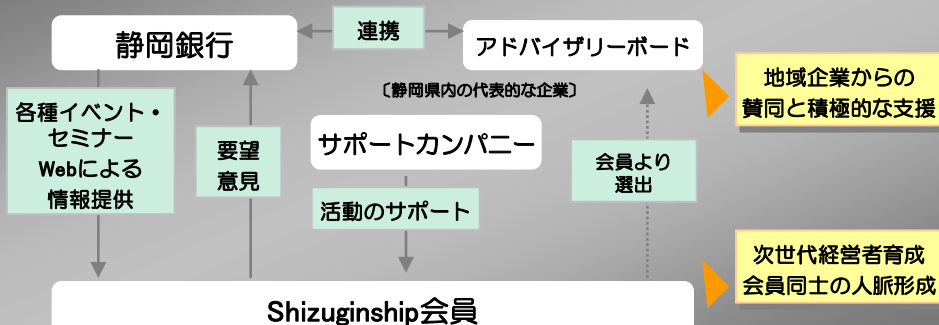 静岡銀行
連携
アドバイザリーボード
〔静岡県内の代表的な企業〕
サポートカンパニー
各種イベント・
セミナー
Webによる
情報提供
要望
意見
活動のサポート
会員より
選出
地域企業からの
賛同と積極的な支援
次世代経営者育成
会員同士の人脈形成
Shizuginship会員